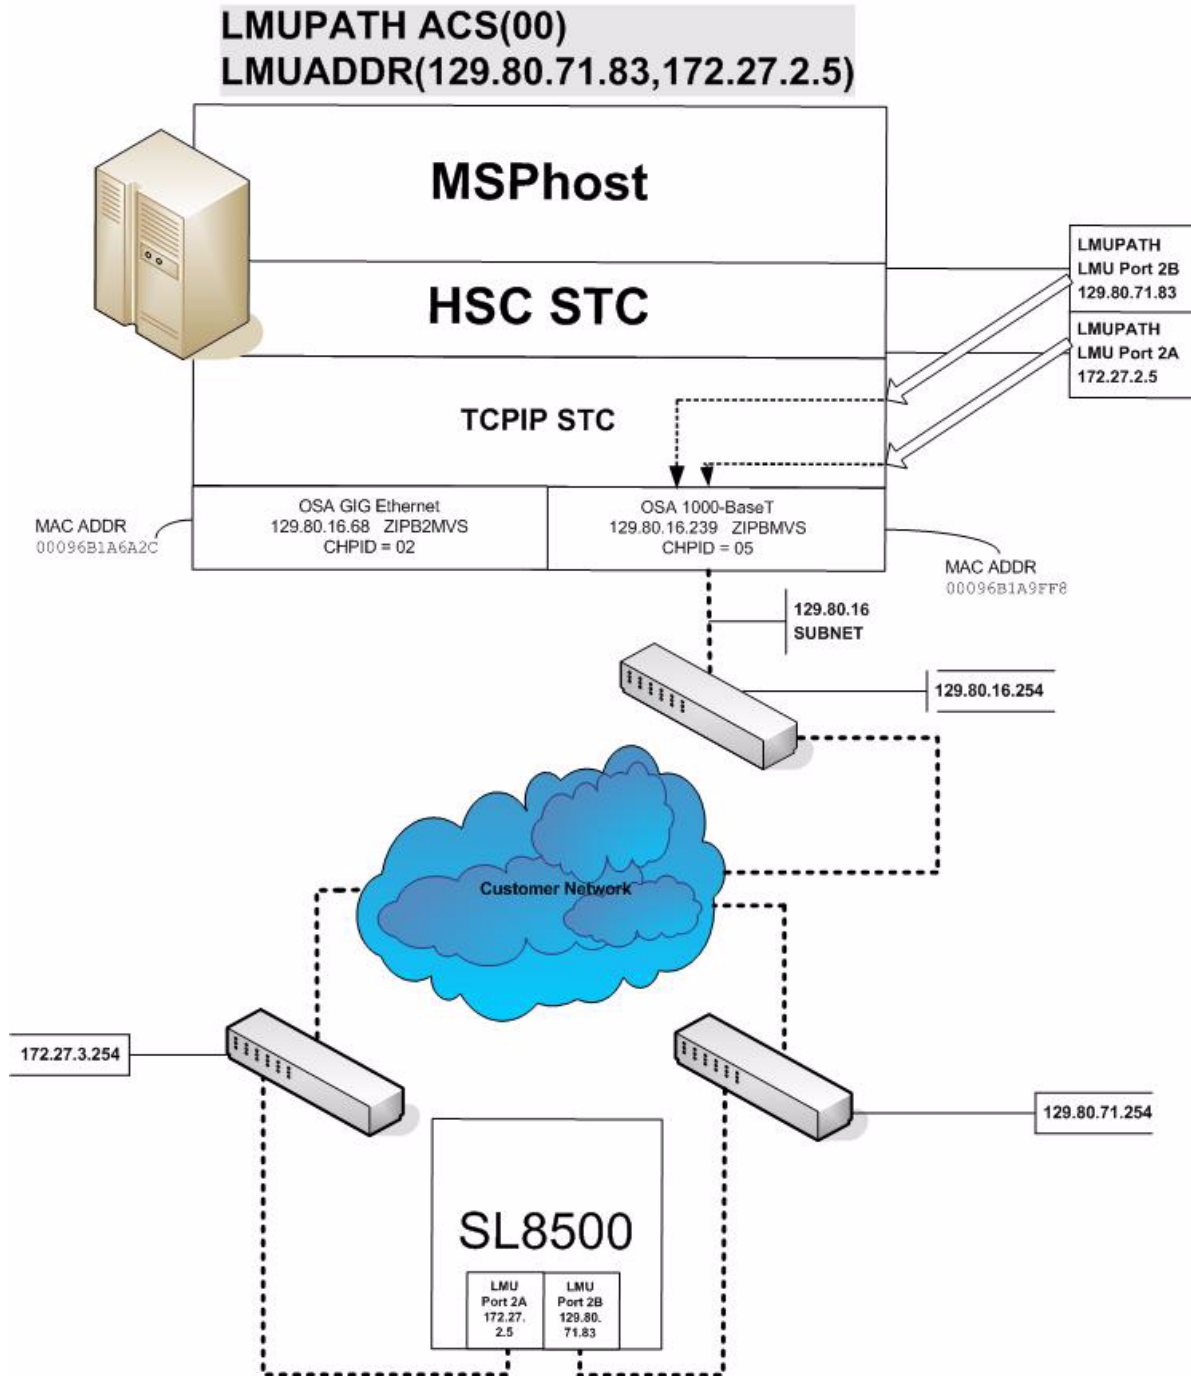 LMUPATH ACS(00)
LMUADDR(129.80.71.83,172.27.2.5)
MSPhost
HSC STC
TCPIP STC
LMUPATH
LMU Port 2B
129.80.71.83
LMUPATH
LMU Port 2A
172.27.2.5
OSA GIG Ethernet
129.80.16.68 ZIPB2MVS
CHPID = 02
OSA 1000-BaseT
129.80.16.239 ZIPBMVS
CHPID = 05
MAC ADDR
00096B1A6A2C
MAC ADDR
00096B1A9FF8
129.80.16
SUBNET
129.80.16.254
Customer Network
172.27.3.254
129.80.71.254
SL8500
LMU
Port 2A
172.27.
2.5
LMU
Port 2B
129.80.
71.83